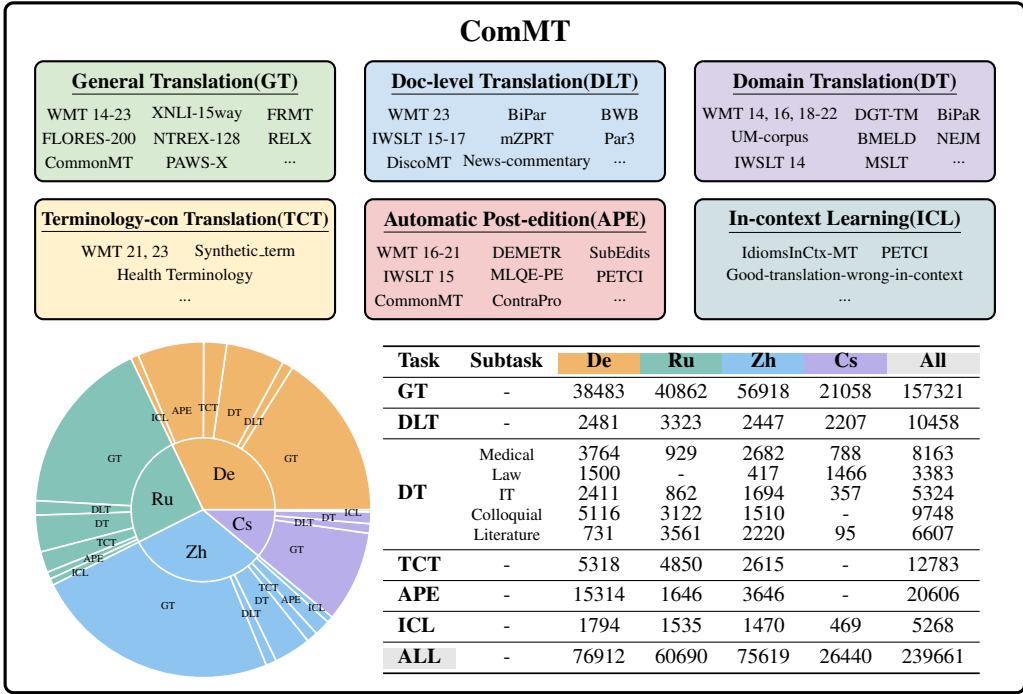 ComMT
General Translation(GT)
WMT 14-23 XNLI-15way FRMT
FLORES-200 NTREX-128 RELX
CommonMT PAWS-X ...
Doc-level Translation(DLT)
WMT 23 BiPar BWB
IWSLT 15-17 mZPRT Par3
DiscoMT News-commentary ...
Domain Translation(DT)
WMT 14, 16, 18-22 DGT-TM BiPaR
UM-corpus BMELD NEJM
IWSLT 14 MSLT ...
Terminology-con Translation(TCT)
WMT 21, 23 Synthetic_term
Health Terminology
...
Automatic Post-edition(APE)
WMT 16-21 DEMETR SubEdits
IWSLT 15 MLQE-PE PETCI
CommonMT ContraPro ...
In-context Learning(ICL)
IdiomsInCtx-MT PETCI
Good-translation-wrong-in-context
...
De
GT
DLT
DT
TCT
APE
ICL
Ru
GT
DLT
DT
TCT
APE
ICL
Zh
GT
DLT
DT
TCT
APE
ICL
Cs
GT
DLT
DT
ICL
Task Subtask De Ru Zh Cs All
GT - 38483 40862 56918 21058 157321
DLT - 2481 3323 2447 2207 10458
DT
Medical 3764 929 2682 788 8163
Law 1500 - 417 1466 3383
IT 2411 862 1694 357 5324
Colloquial 5116 3122 1510 - 9748
Literature 731 3561 2220 95 6607
TCT - 5318 4850 2615 - 12783
APE - 15314 1646 3646 - 20606
ICL - 1794 1535 1470 469 5268
ALL - 76912 60690 75619 26440 239661